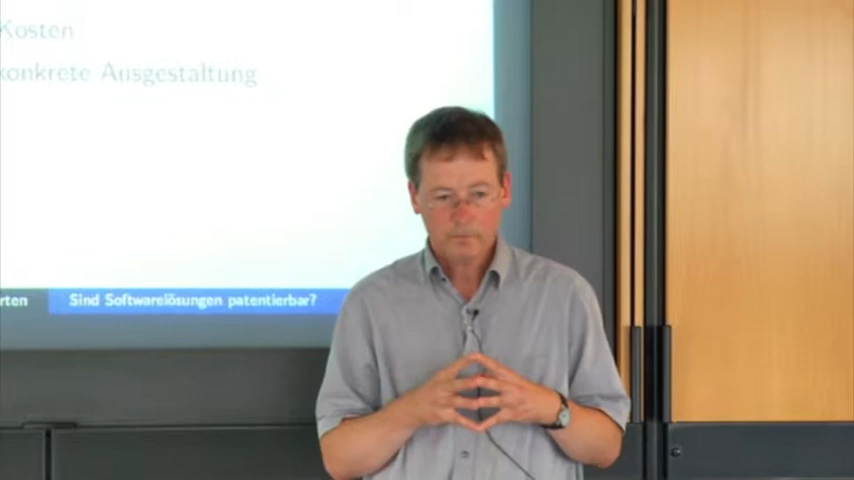 Kosten
konkrete Ausgestaltung
rten
Sind Softwarelösungen patentierbar?